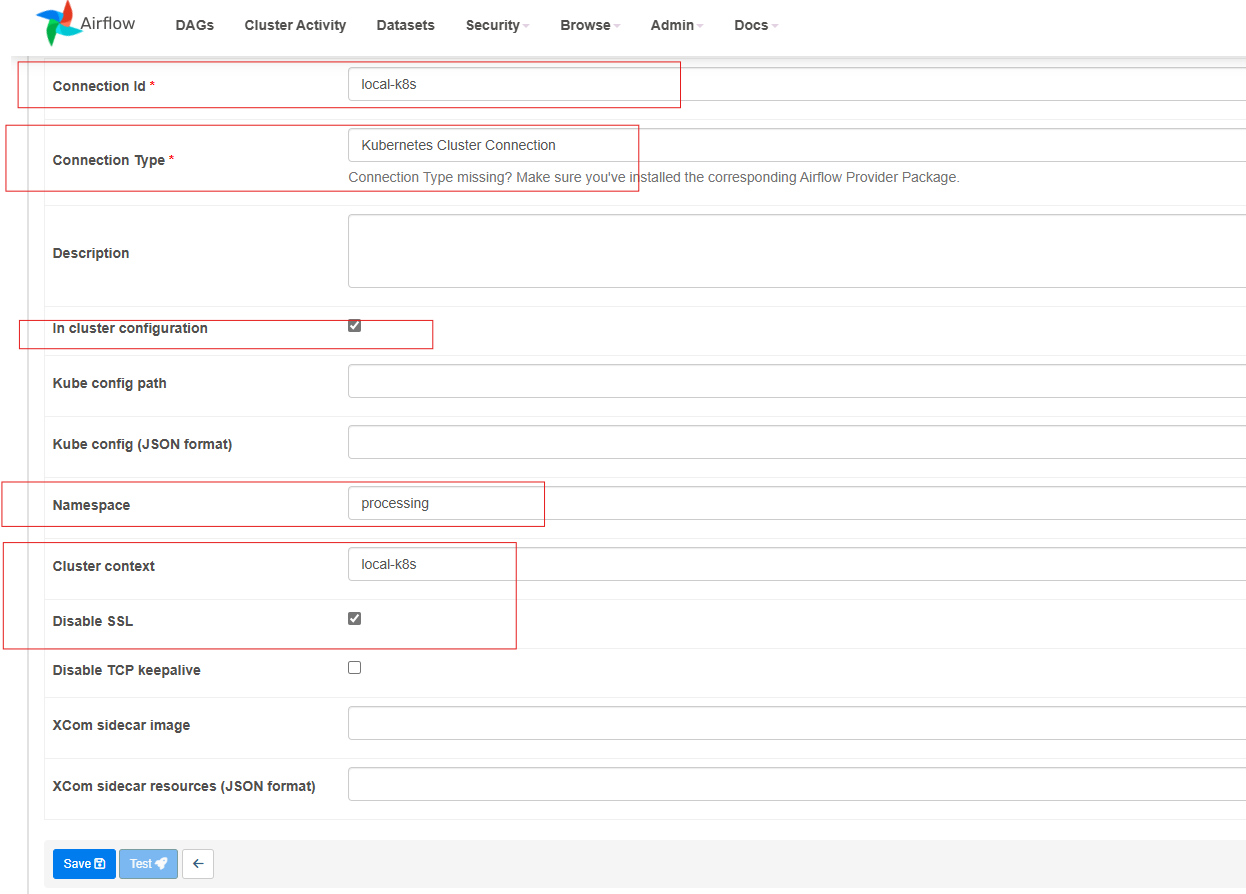 Airflow DAGs Cluster Activity Datasets Security Browse Admin Docs
Connection Id * local-k8s
Connection Type * Kubernetes Cluster Connection
Connection Type missing? Make sure you've installed the corresponding Airflow Provider Package.
Description
In cluster configuration
Kube config path
Kube config (JSON format)
Namespace processing
Cluster context local-k8s
Disable SSL
Disable TCP keepalive
XCom sidecar image
XCom sidecar resources (JSON format)
Save Test